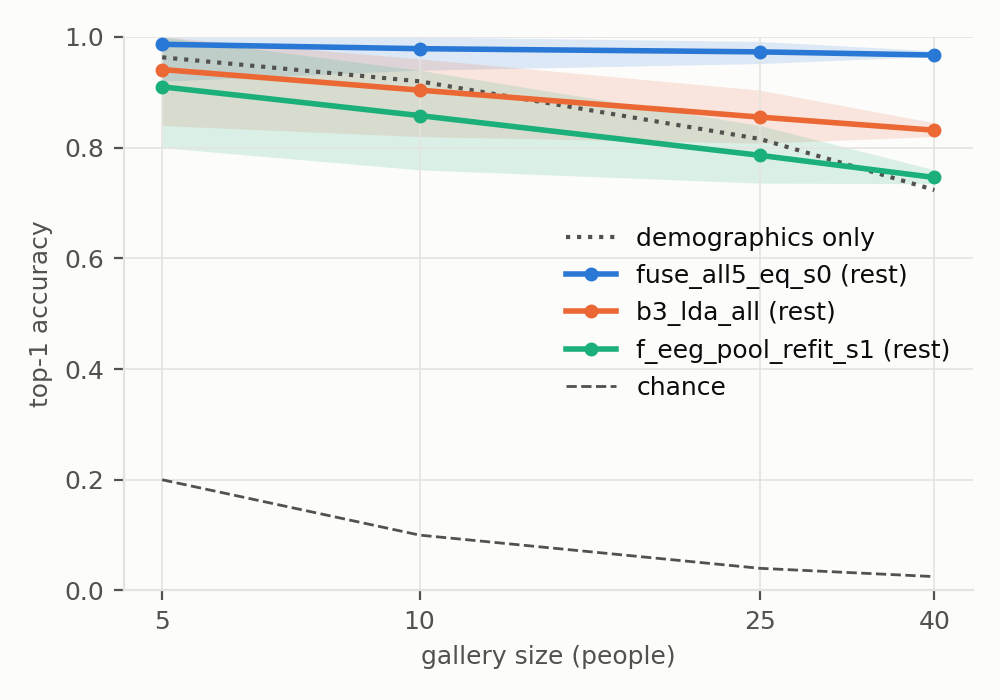 1.0
0.8
0.6
0.4
0.2
0.0
top-1 accuracy
demographics only
fuse_all5_eq_s0 (rest)
b3_lda_all (rest)
f_eeg_pool_refit_s1 (rest)
chance
5 10 25 40
gallery size (people)